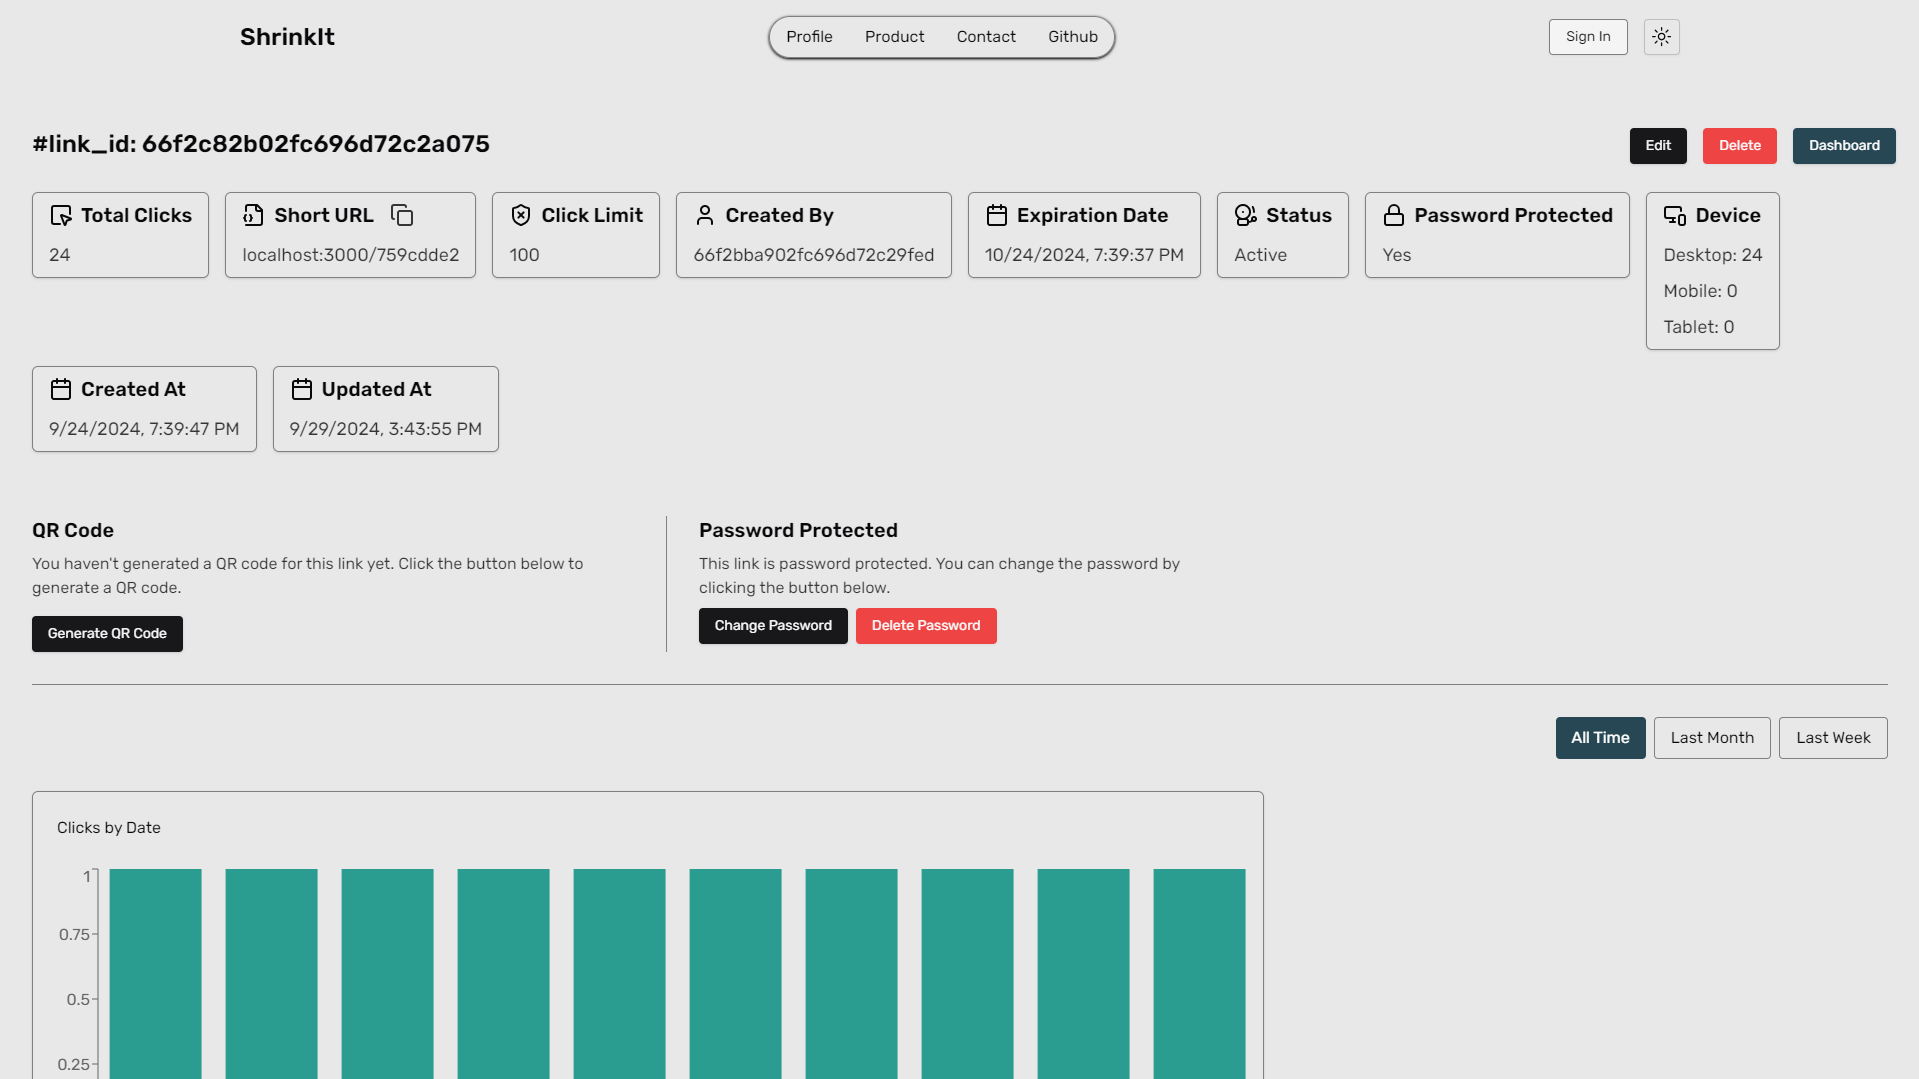 ShrinkIt
Profile Product Contact Github
Sign In
#link_id: 66f2c82b02fc696d72c2a075
Edit Delete Dashboard
Total Clicks
24
Short URL
localhost:3000/759cdde2
Click Limit
100
Created By
66f2bba902fc696d72c29fed
Expiration Date
10/24/2024, 7:39:37 PM
Status
Active
Password Protected
Yes
Device
Desktop: 24
Mobile: 0
Tablet: 0
Created At
9/24/2024, 7:39:47 PM
Updated At
9/29/2024, 3:43:55 PM
QR Code
You haven't generated a QR code for this link yet. Click the button below to
generate a QR code.
Generate QR Code
Password Protected
This link is password protected. You can change the password by
clicking the button below.
Change Password Delete Password
All Time Last Month Last Week
Clicks by Date
1
0.75
0.5
0.25